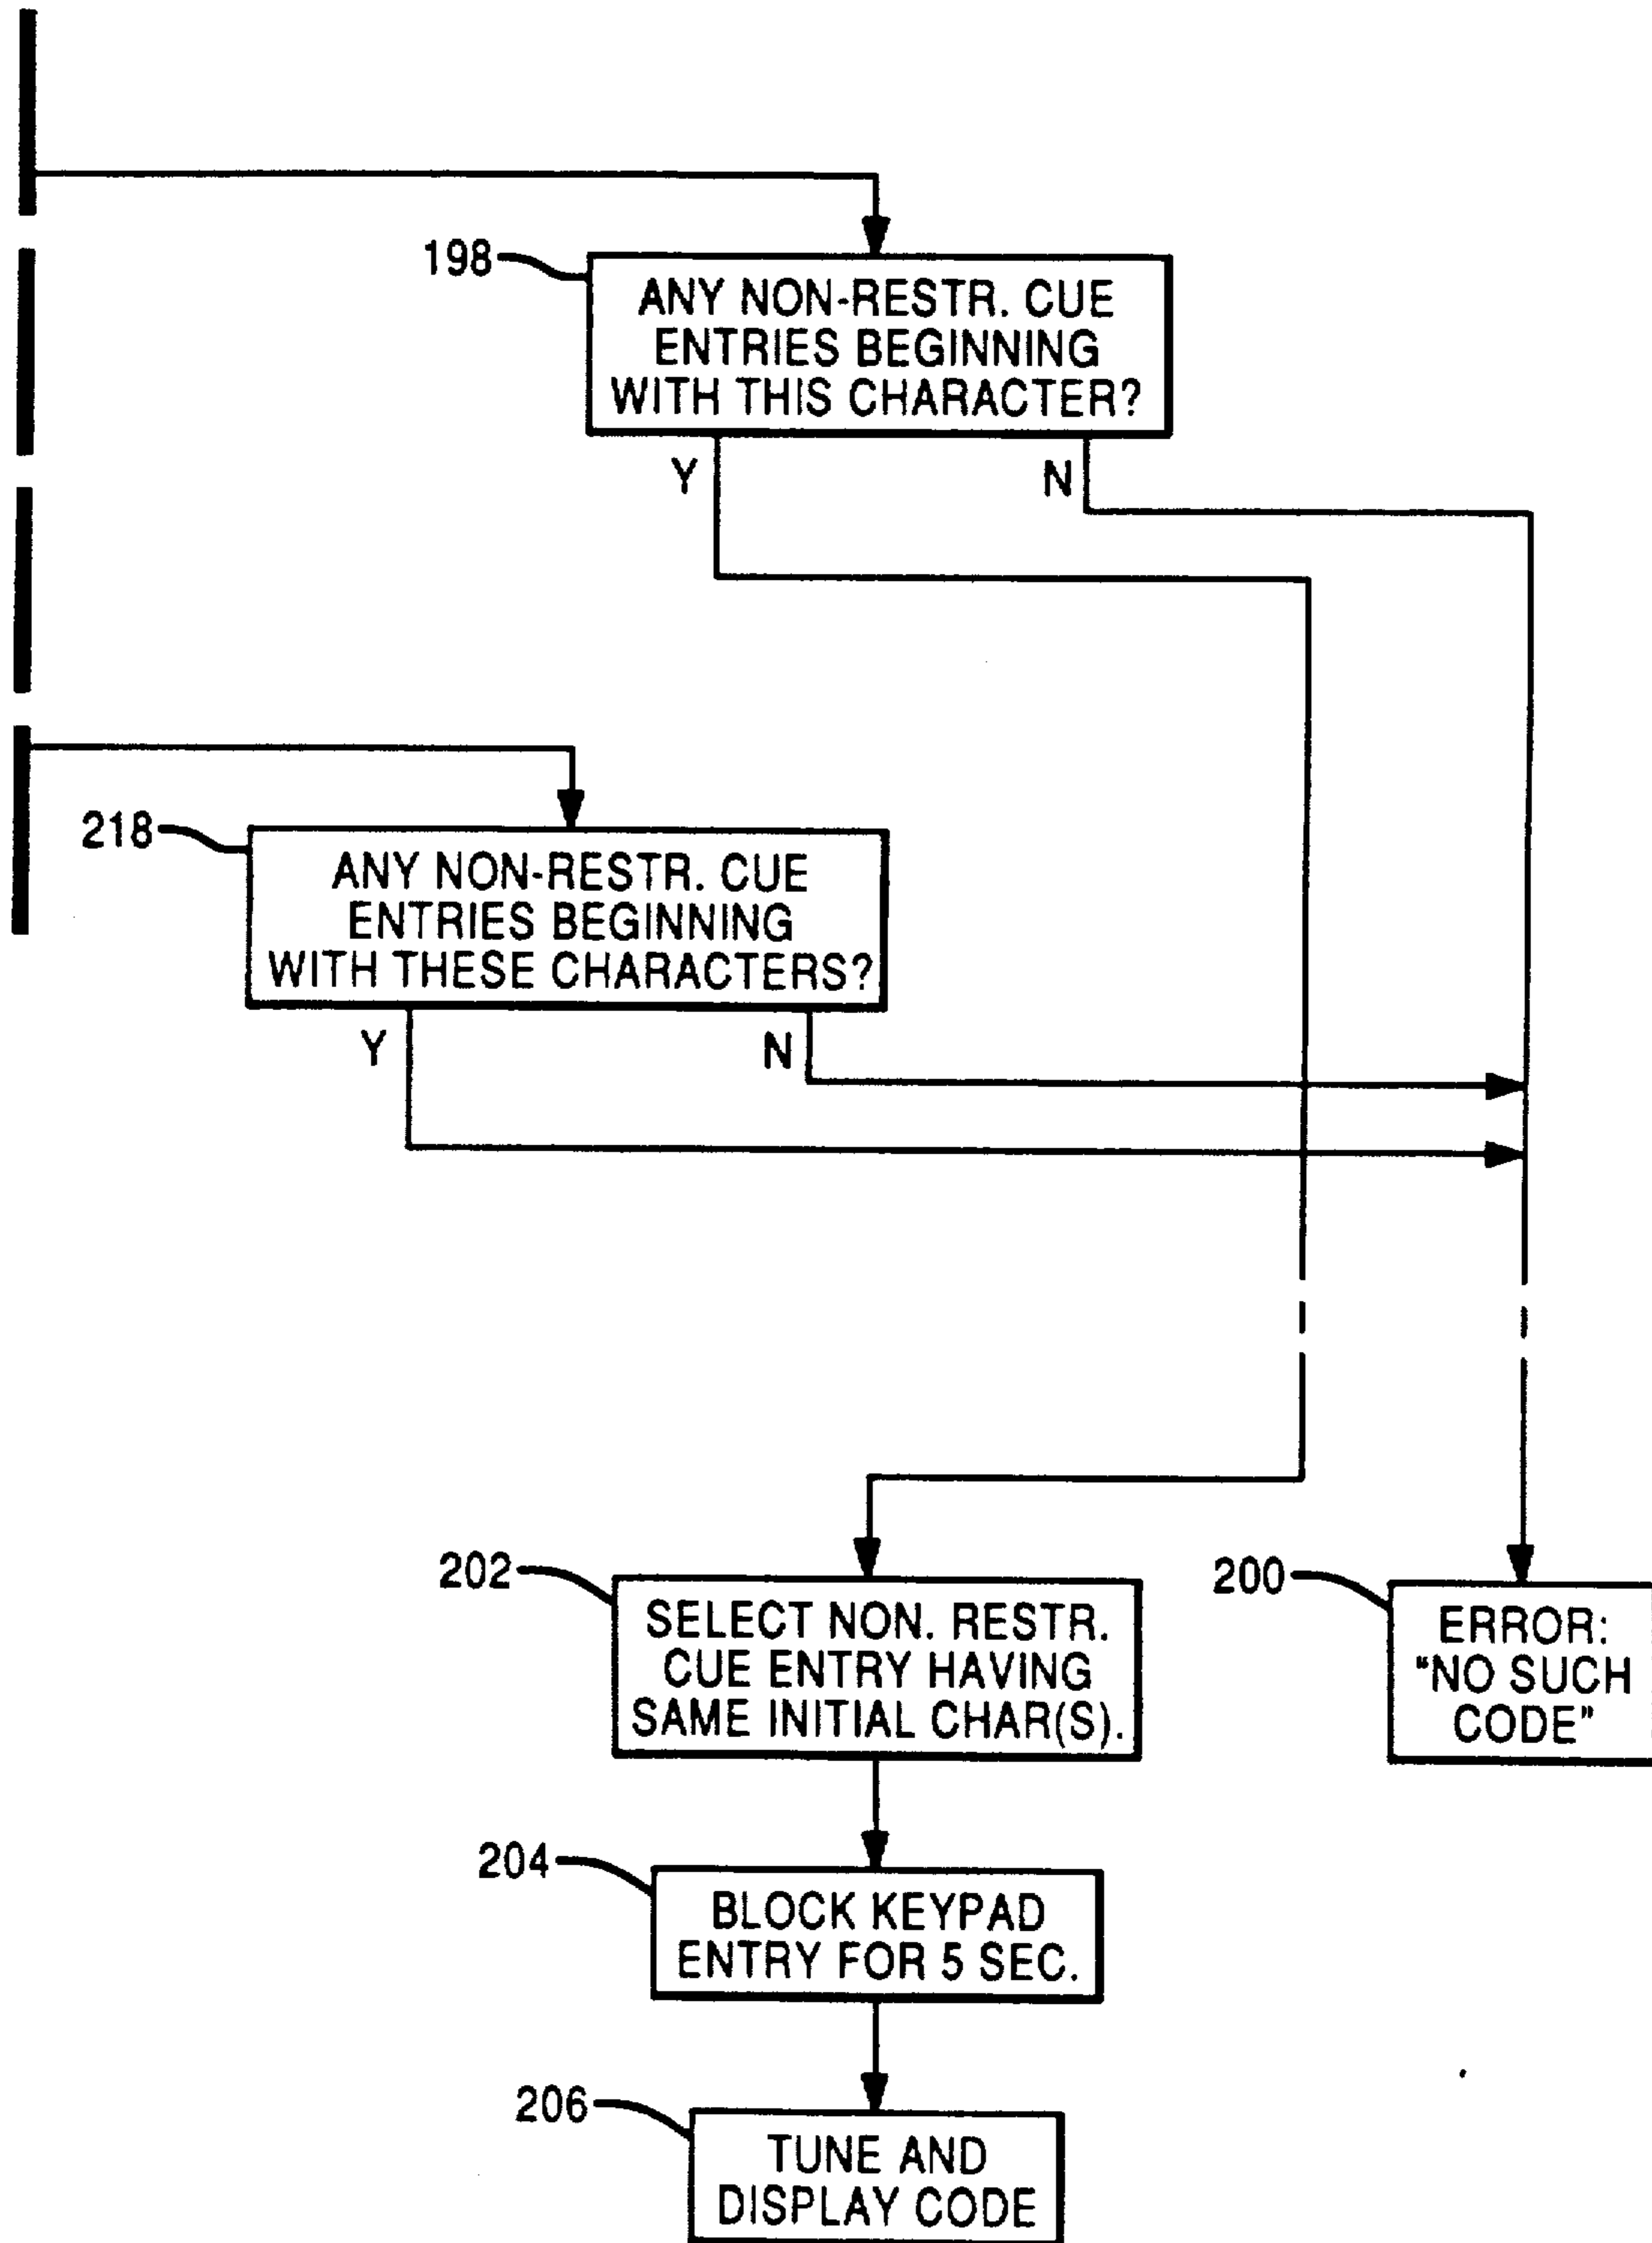 198
ANY NON-RESTR. CUE
ENTRIES BEGINNING
WITH THIS CHARACTER?
Y
N
218
ANY NON-RESTR. CUE
ENTRIES BEGINNING
WITH THESE CHARACTERS?
Y
N
202
SELECT NON. RESTR.
CUE ENTRY HAVING
SAME INITIAL CHAR(S).
200
ERROR:
"NO SUCH
CODE"
204
BLOCK KEYPAD
ENTRY FOR 5 SEC.
206
TUNE AND
DISPLAY CODE